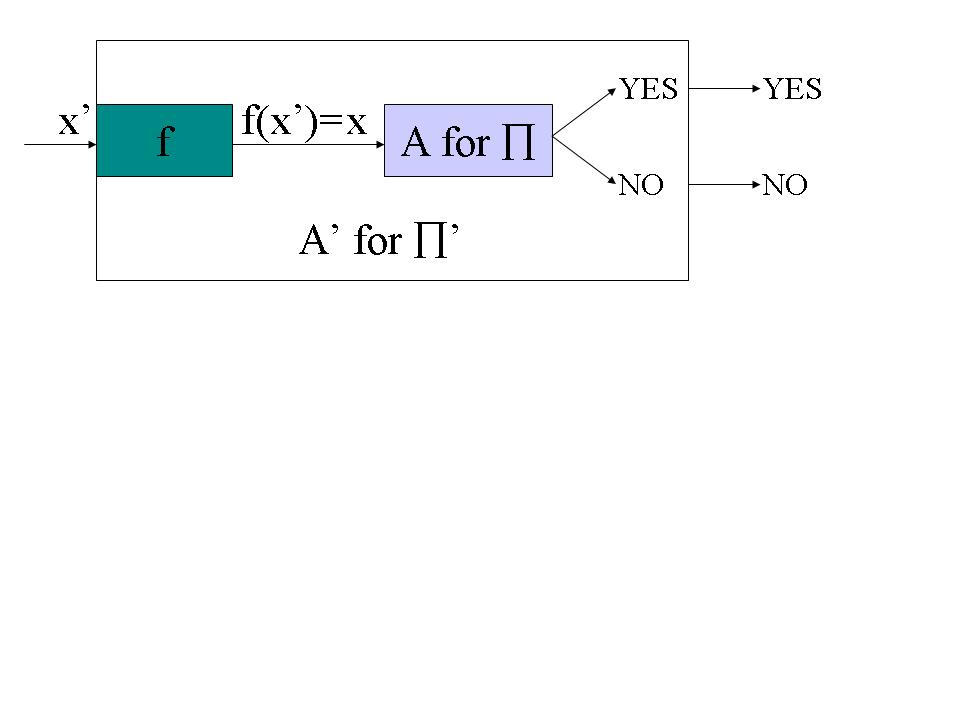 x’
f
f(x’)=x
A for ∏
YES
YES
NO
NO
A’ for ∏’